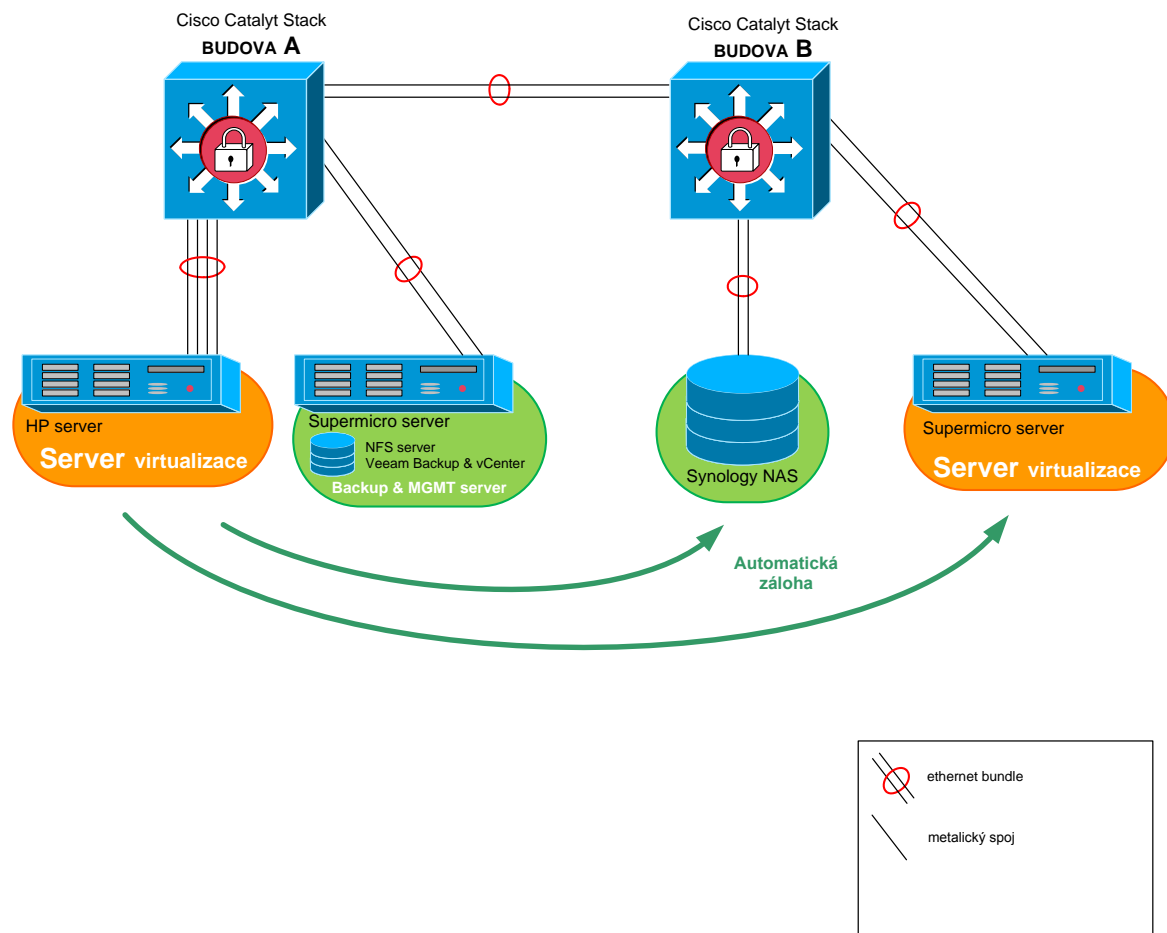 Cisco Catalyt Stack
BUDOVA A
Cisco Catalyt Stack
BUDOVA B
HP server
Server virtualizace
Supermicro server
NFS server
Veeam Backup & vCenter
Backup & MGMT server
Synology NAS
Supermicro server
Server virtualizace
Automatická
záloha
ethernet bundle
metalický spoj